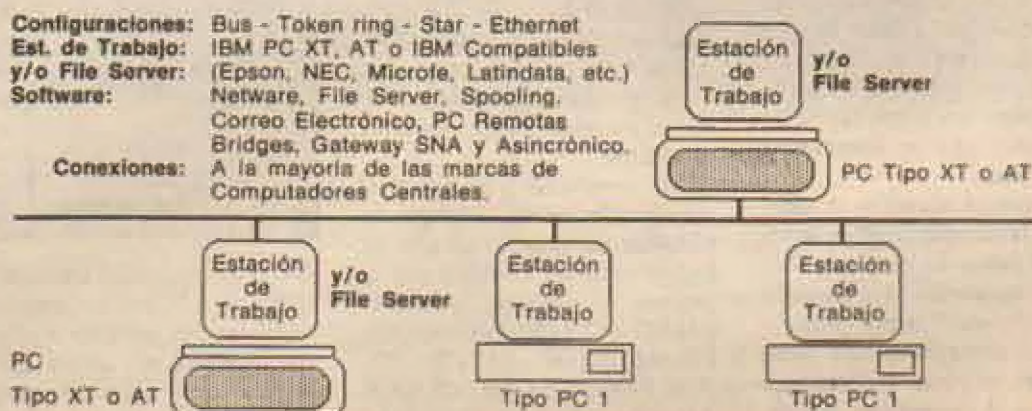 Configuraciones: Bus - Token ring - Star - Ethernet
Est. de Trabajo: IBM PC XT, AT o IBM Compatibles
y/o File Server: (Epson, NEC, Microfe, Latindata, etc.)
Software: Netware, File Server, Spooling.
Correo Electrónico, PC Remotas
Bridges, Gateway SNA y Asincrónico.
Conexiones: A la mayoría de las marcas de
Computadores Centrales.
Estación
de
Trabajo
y/o
File Server
PC Tipo XT o AT
Estación
de
Trabajo
y/o
File Server
PC
Tipo XT o AT
Estación
de
Trabajo
Tipo PC 1
Estación
de
Trabajo
Tipo PC 1